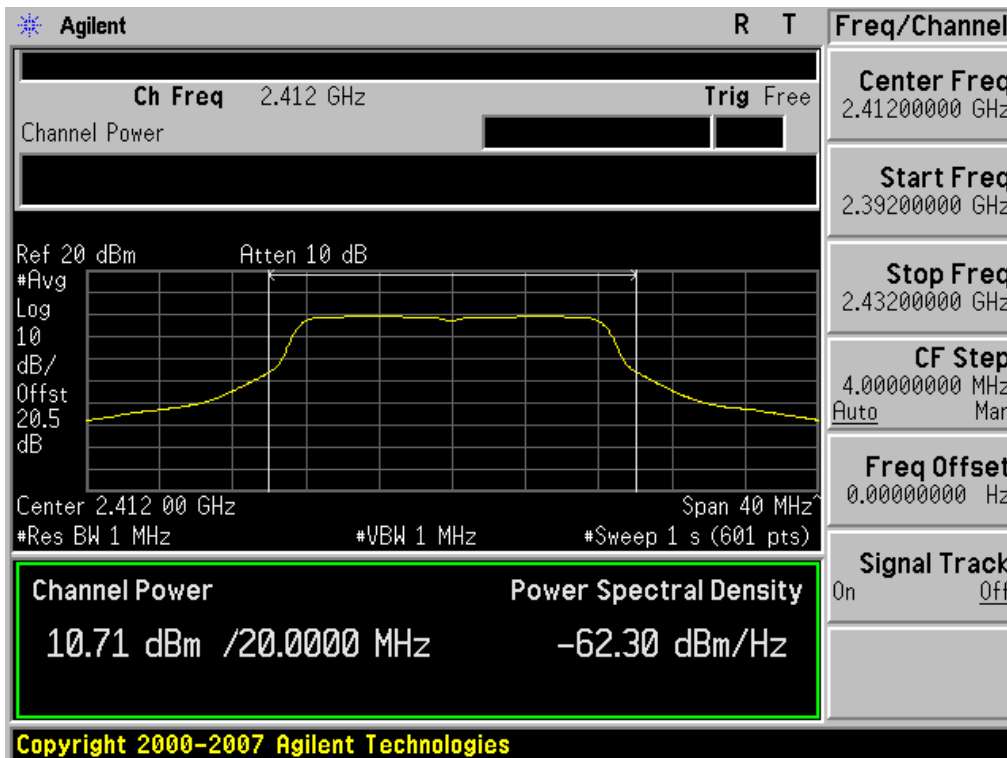 Agilent R T
Ch Freq 2.412 GHz Trig Free
Channel Power
Ref 20 dBm Atten 10 dB
#Avg
Log
10
dB/
Offst
20.5
dB
Center 2.412 00 GHz Span 40 MHz^
#Res BW 1 MHz #VBW 1 MHz #Sweep 1 s (601 pts)
Channel Power Power Spectral Density
10.71 dBm /20.0000 MHz -62.30 dBm/Hz
Copyright 2000-2007 Agilent Technologies
Freq/Channel
Center Freq
2.41200000 GHz
Start Freq
2.39200000 GHz
Stop Freq
2.43200000 GHz
CF Step
4.00000000 MHz
Auto Man
Freq Offset
0.00000000 Hz
Signal Track
On Off